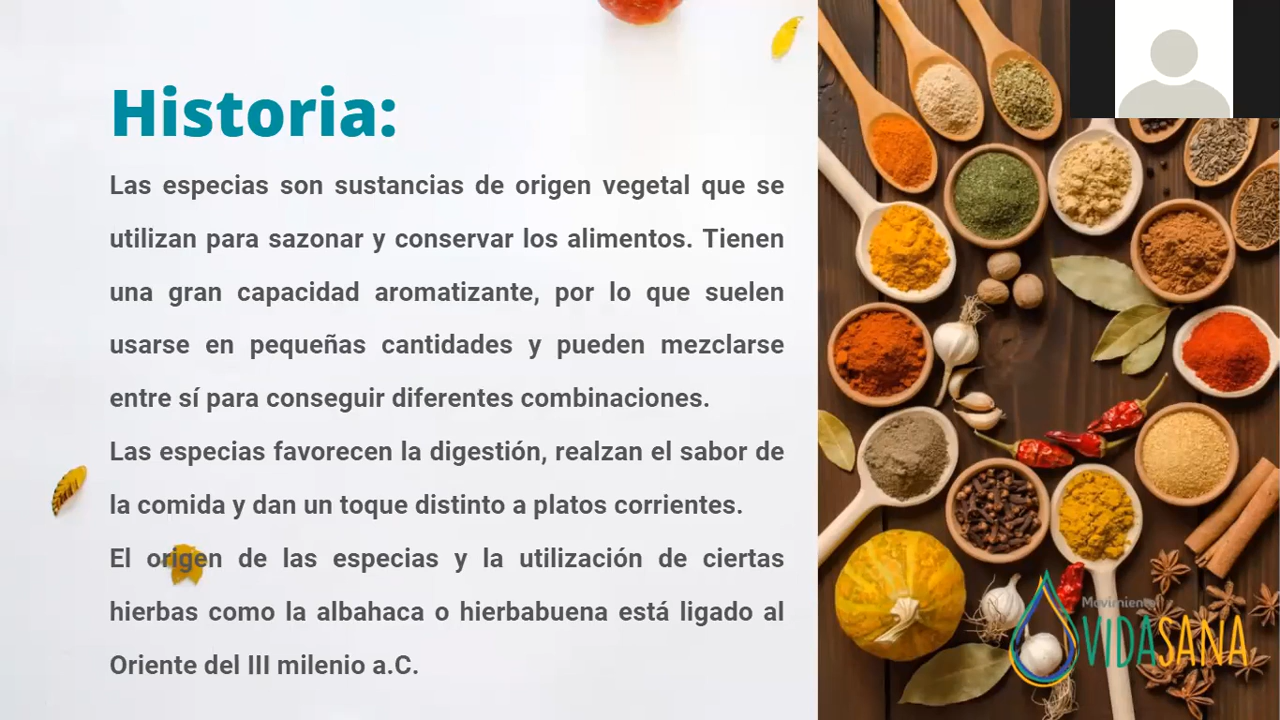 Historia:
Las especias son sustancias de origen vegetal que se
utilizan para sazonar y conservar los alimentos. Tienen
una gran capacidad aromatizante, por lo que suelen
usarse en pequeñas cantidades y pueden mezclarse
entre sí para conseguir diferentes combinaciones.
Las especias favorecen la digestión, realzan el sabor de
la comida y dan un toque distinto a platos corrientes.
El origen de las especias y la utilización de ciertas
hierbas como la albahaca o hierbabuena está ligado al
Oriente del III milenio a.C.
Movimiento
VIDASANA